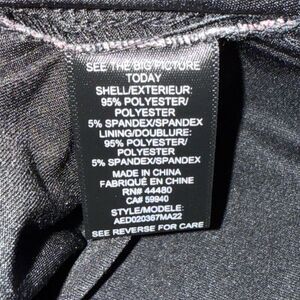 SEE THE BIG PICTURE
TODAY
SHELL/EXTERIEUR:
95% POLYESTER/
POLYESTER
5% SPANDEX/SPANDEX
LINING/DOUBLURE:
95% POLYESTER/
POLYESTER
5% SPANDEX/SPANDEX
MADE IN CHINA
FABRIQUÉ EN CHINE
RN# 44480
CA# 59940
STYLE/MODELE:
AED020367MA22
SEE REVERSE FOR CARE